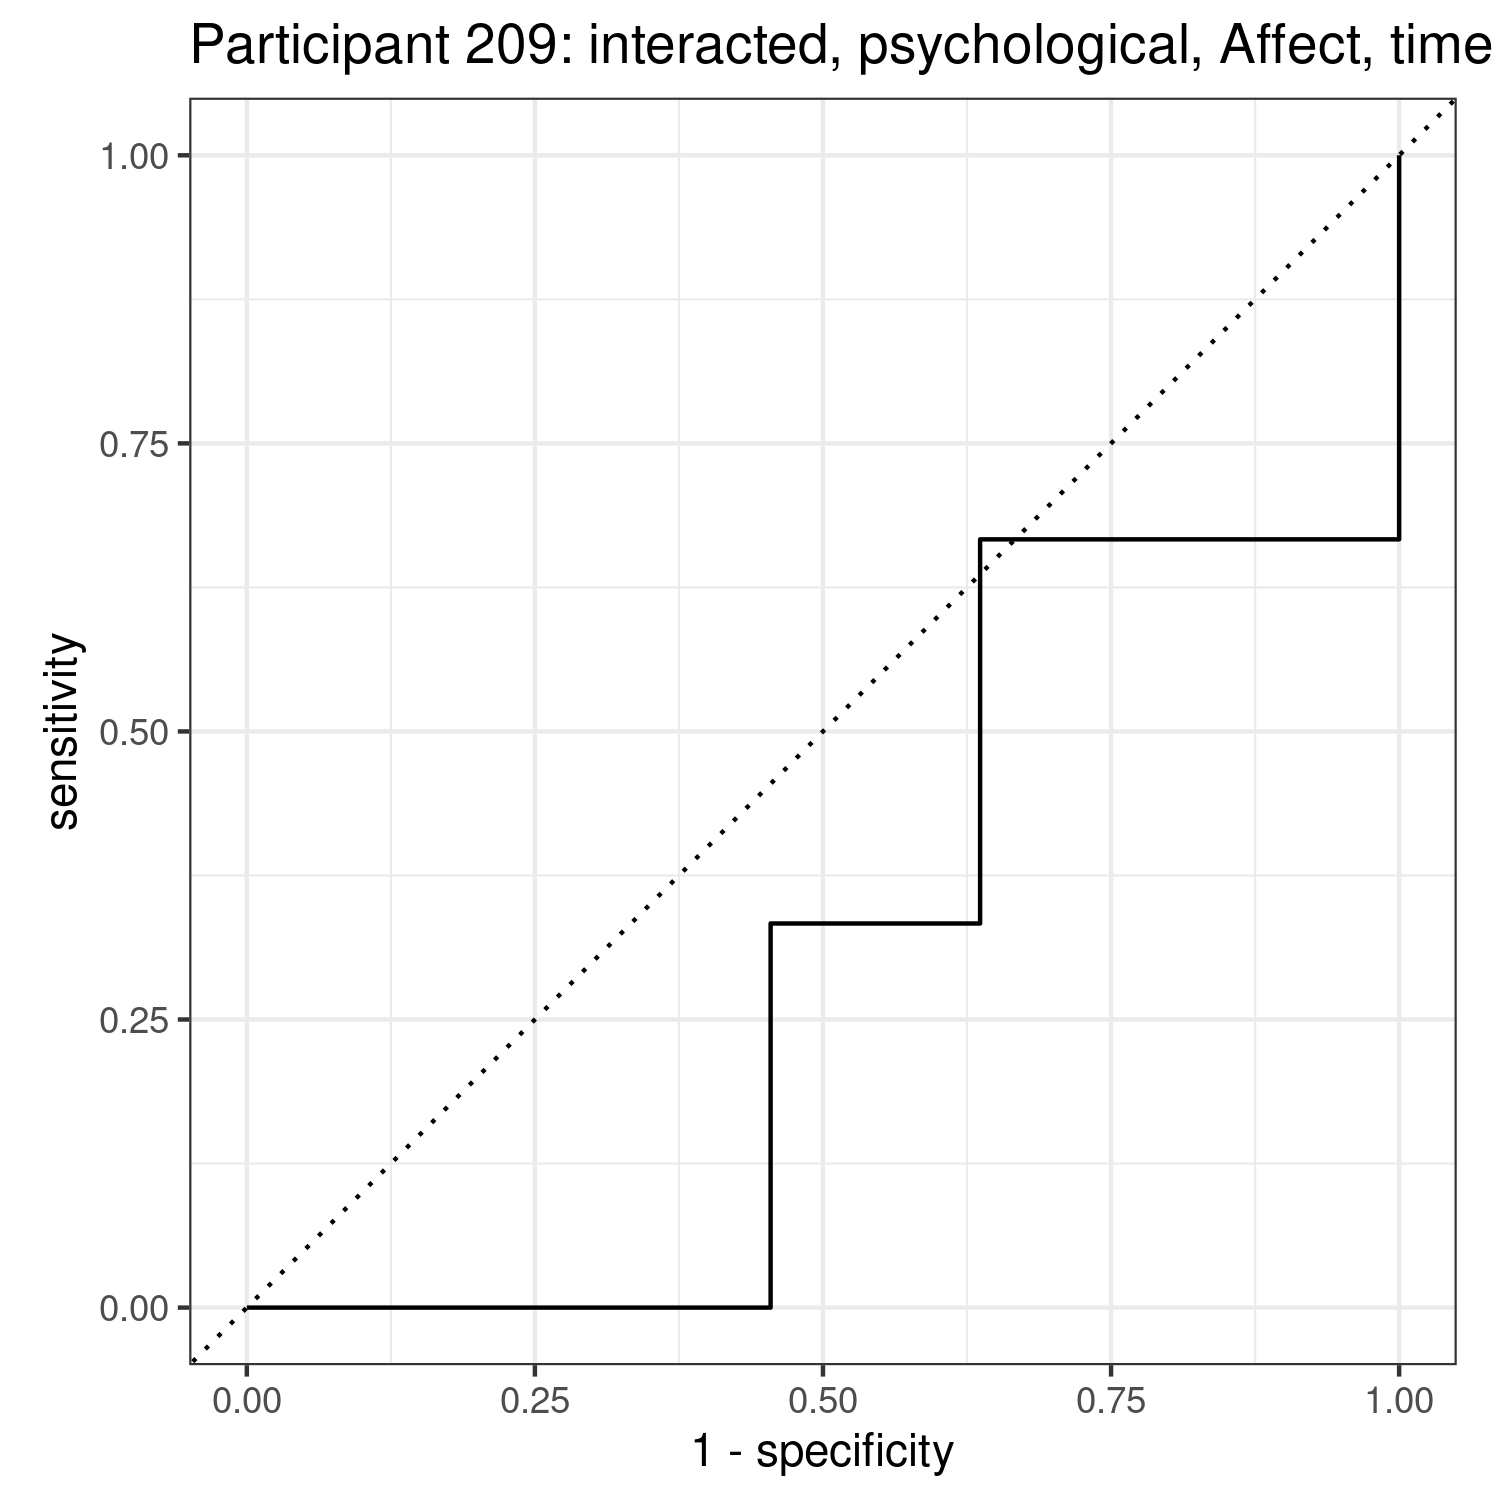 Participant 209: interacted, psychological, Affect, time
1.00
0.75
0.50
0.25
0.00
sensitivity
0.00 0.25 0.50 0.75 1.00
1 - specificity